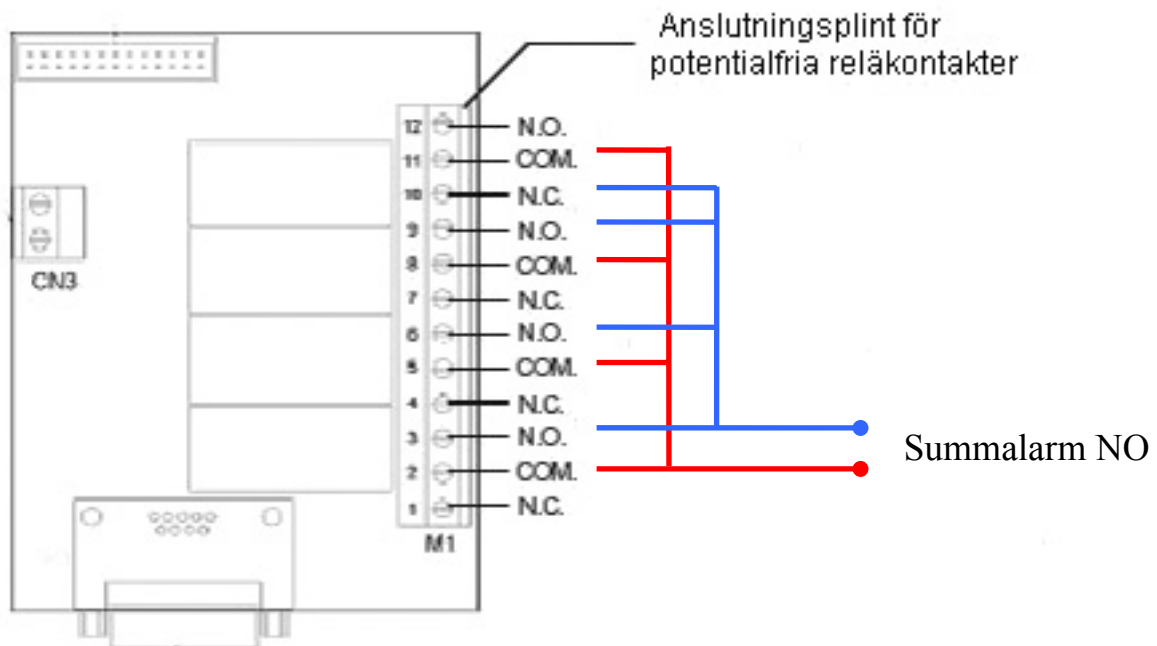 Anslutningsplint för
potentialfria reläkontakter
12 N.O.
11 COM.
10 N.C.
9 N.O.
8 COM.
7 N.C.
6 N.O.
5 COM.
4 N.C.
3 N.O.
2 COM.
1 N.C.
M1
CN3
Summalarm NO